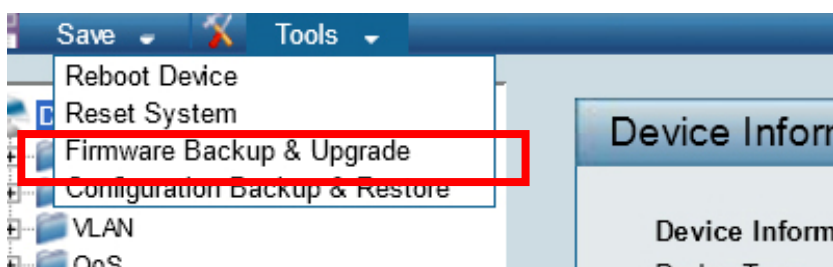 Save Tools
Reboot Device
Reset System
Firmware Backup & Upgrade
Configuration Backup & Restore
VLAN
QoS
Device Inform
Device Inform